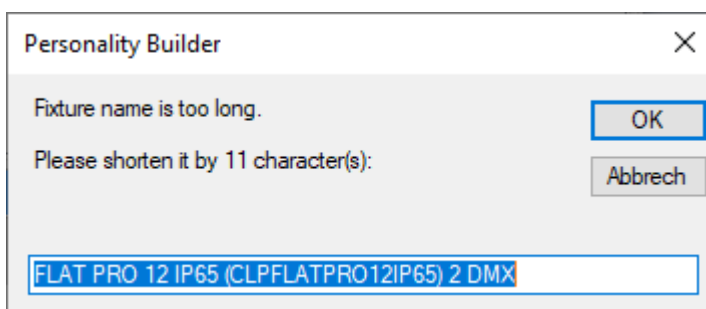 Personality Builder
Fixture name is too long.
OK
Please shorten it by 11 character(s):
Abbrech
FLAT PRO 12 IP65 (CLPFLATPRO12IP65) 2 DMX